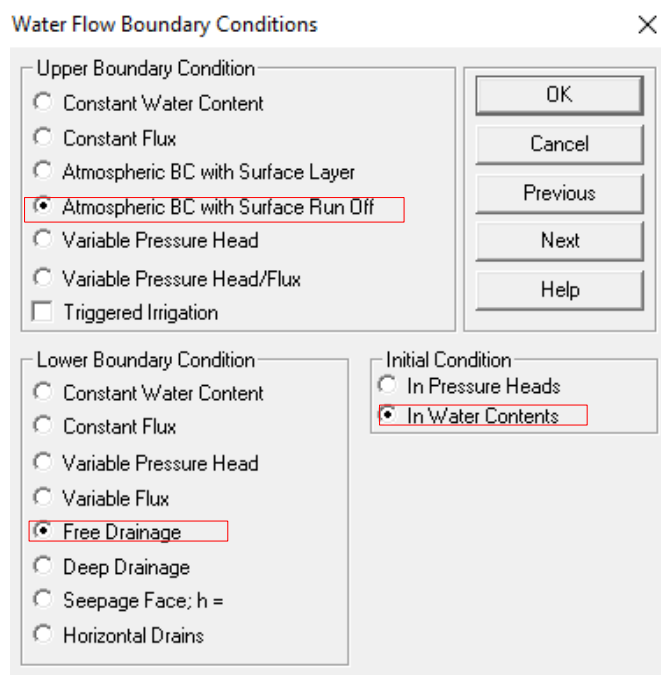 Water Flow Boundary Conditions
Upper Boundary Condition
Constant Water Content
Constant Flux
Atmospheric BC with Surface Layer
Atmospheric BC with Surface Run Off
Variable Pressure Head
Variable Pressure Head/Flux
Triggered Irrigation
OK
Cancel
Previous
Next
Help
Lower Boundary Condition
Constant Water Content
Constant Flux
Variable Pressure Head
Variable Flux
Free Drainage
Deep Drainage
Seepage Face; h =
Horizontal Drains
Initial Condition
In Pressure Heads
In Water Contents